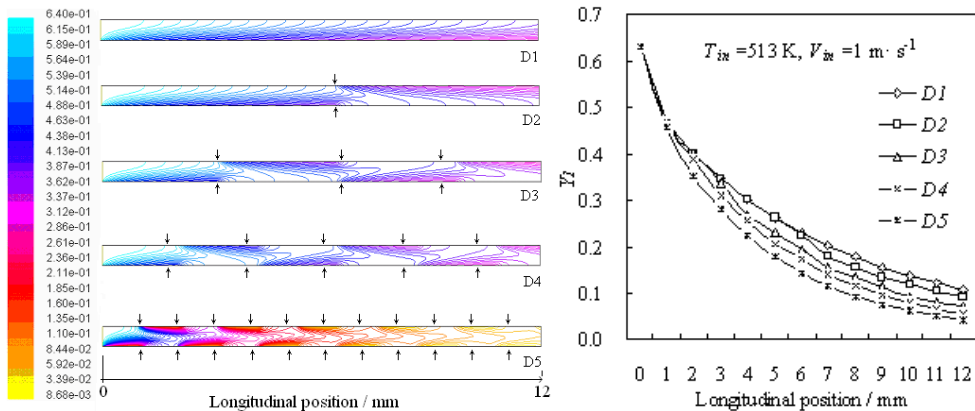 6.40e-01
6.15e-01
5.89e-01
5.64e-01
5.39e-01
5.14e-01
4.88e-01
4.63e-01
4.38e-01
4.13e-01
3.87e-01
3.62e-01
3.37e-01
3.12e-01
2.86e-01
2.61e-01
2.36e-01
2.11e-01
1.85e-01
1.60e-01
1.35e-01
1.10e-01
8.44e-02
5.92e-02
3.39e-02
8.68e-03
D1
D2
D3
D4
D5
0
12
Longitudinal position / mm
0.7
0.6
0.5
0.4
0.3
0.2
0.1
0.0
Y2
T in =513 K, V in =1 m· s -1
D1
D2
D3
D4
D5
0 1 2 3 4 5 6 7 8 9 10 11 12
Longitudinal position / mm